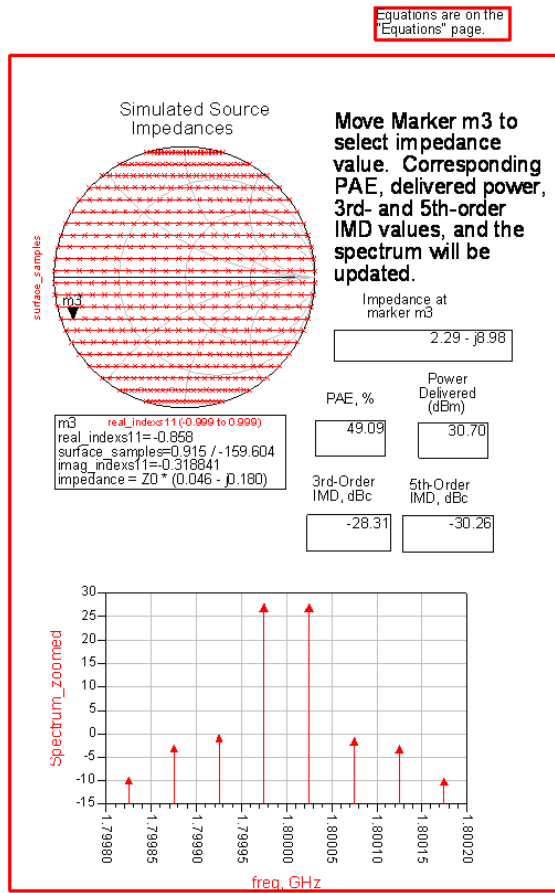 Equations are on the
"Equations" page.
Simulated Source
Impedances
Move Marker m3 to
select impedance
value. Corresponding
PAE, delivered power,
3rd- and 5th-order
IMD values, and the
spectrum will be
updated.
surface_samples
m3
Impedance at
marker m3
2.29 - j8.98
PAE, %
49.09
Power
Delivered
(dBm)
30.70
m3
real_indexs11 (-0.999 to 0.999)
real_indexs11=-0.858
surface_samples=0.915 / -159.604
imag_indexs11=-0.318841
impedance = Z0 * (0.046 - j0.180)
3rd-Order
IMD, dBc
-28.31
5th-Order
IMD, dBc
-30.26
Spectrum_zoomed
30
25
20
15
10
5
0
-5
-10
-15
1.79980
1.79985
1.79990
1.79995
1.80000
1.80005
1.80010
1.80015
1.80020
freq, GHz